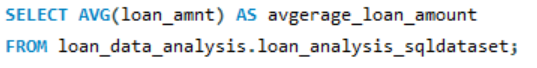 SELECT AVG(loan_amnt) AS avgerage_loan_amount
FROM loan_data_analysis.loan_analysis_sqldataset;